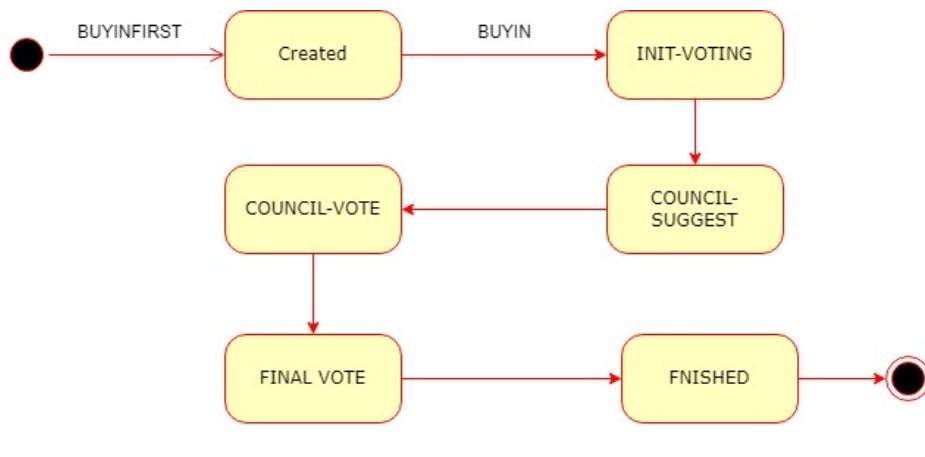 BUYINFIRST
Created
BUYIN
INIT-VOTING
COUNCIL-VOTE
COUNCIL-
SUGGEST
FINAL VOTE
FNISHED